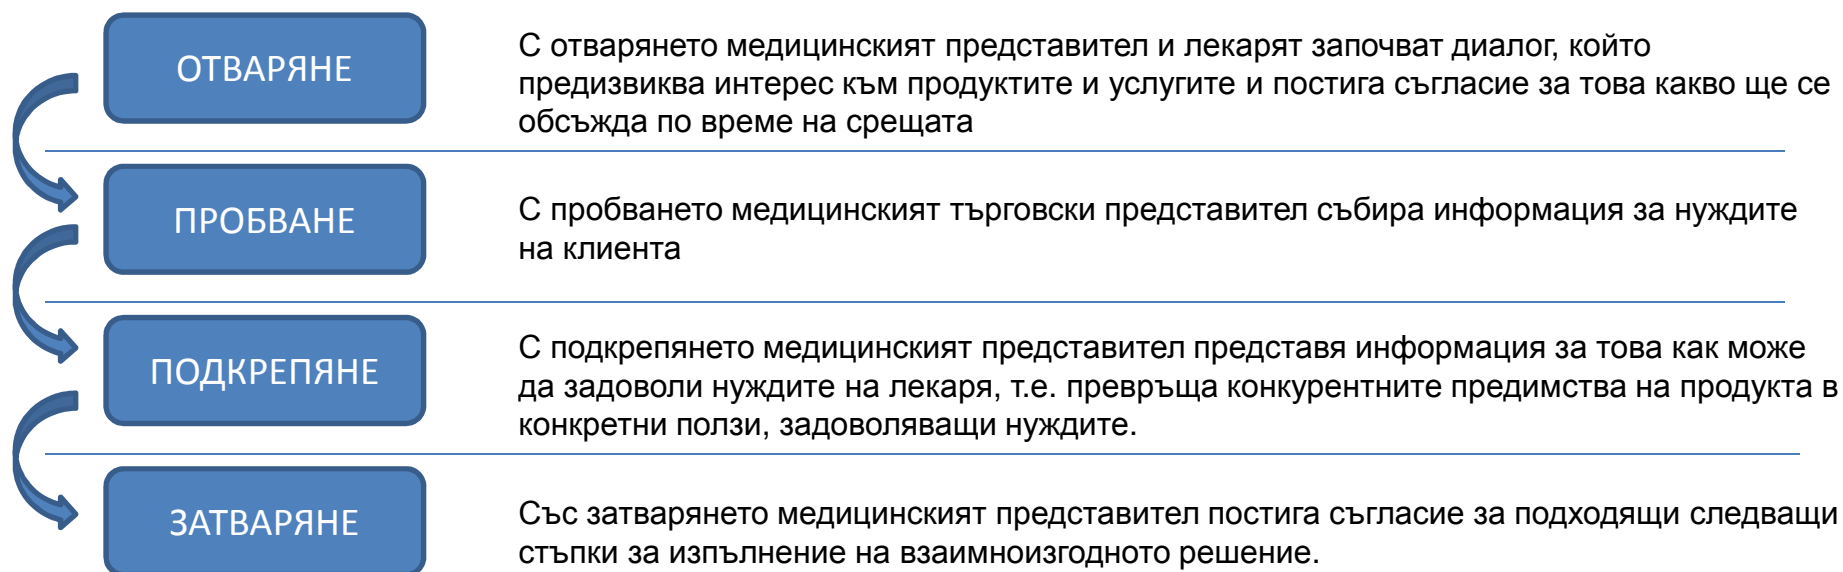 ОТВАРЯНЕ
С отварянето медицинският представител и лекарят започват диалог, който
предизвиква интерес към продуктите и услугите и постига съгласие за това какво ще се
обсъжда по време на срещата
ПРОБВАНЕ
С пробването медицинският търговски представител събира информация за нуждите
на клиента
ПОДКРЕПЯНЕ
С подкрепянето медицинският представител представя информация за това как може
да задоволи нуждите на лекаря, т.е. превръща конкурентните предимства на продукта в
конкретни ползи, задоволяващи нуждите.
ЗАТВАРЯНЕ
Със затварянето медицинският представител постига съгласие за подходящи следващи
стъпки за изпълнение на взаимноизгодното решение.